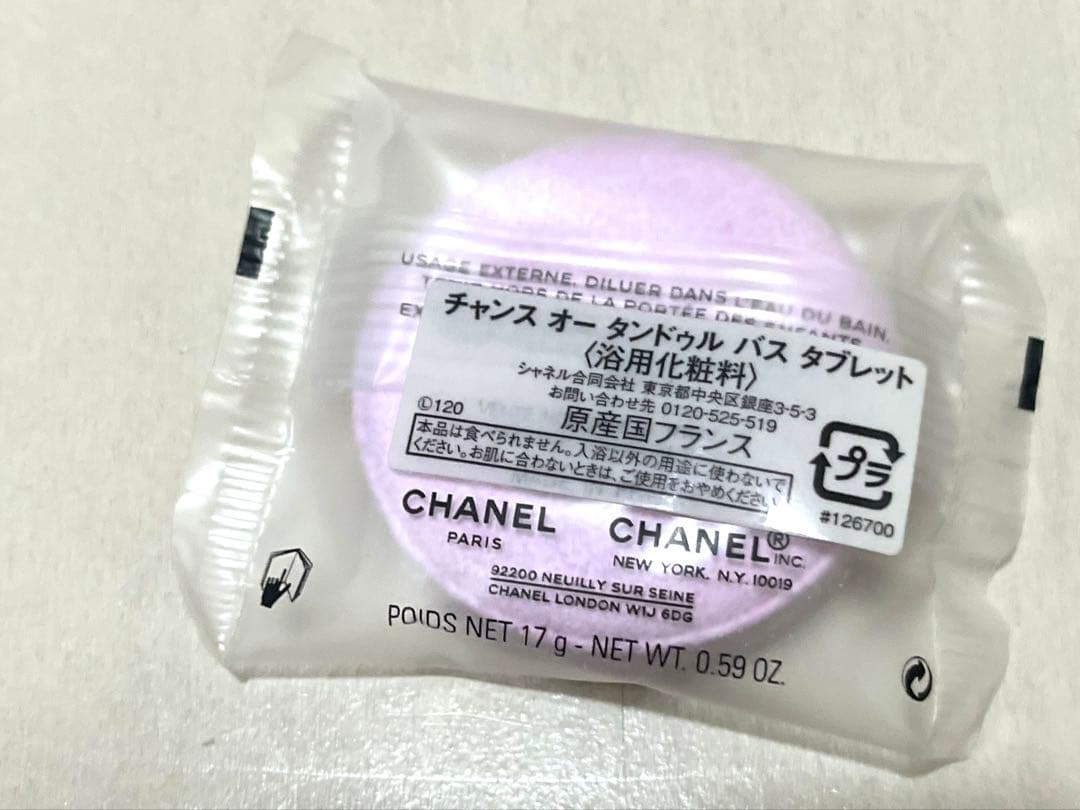 USAGE EXTERNE. DILUER DANS L'EAU DU BAIN.
HORS DE LA PORTÉE DES ENFANTS
チャンス オー タンドゥル バス タブレット
〈浴用化粧料〉
シャネル合同会社 東京都中央区銀座3-5-3
お問い合わせ先 0120-525-519
Ⓛ120
原産国フランス
本品は食べられません。入浴以外の用途に使わないで
ください。お肌に合わないときは、ご使用をおやめください。
プラ
#126700
CHANEL
PARIS
CHANEL® INC.
NEW YORK, N.Y. 10019
92200 NEUILLY SUR SEINE
CHANEL LONDON W1J 6DG
POIDS NET 17 g - NET WT. 0.59 OZ.